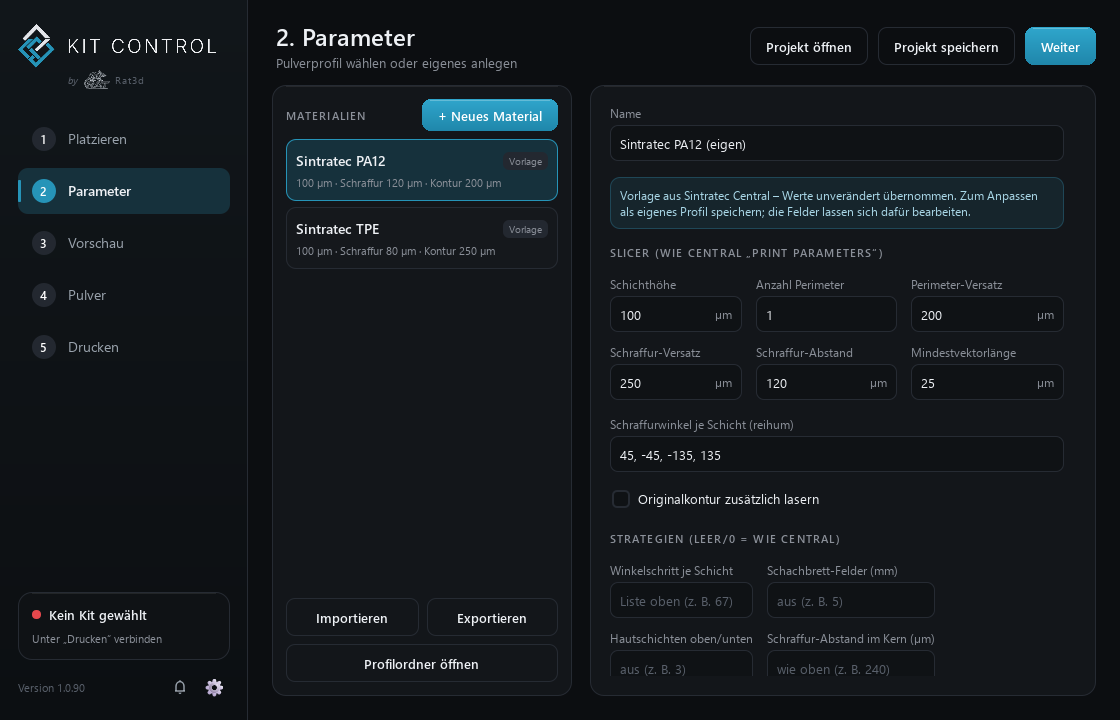 KIT CONTROL
by Rat3d
1 Platzieren
2 Parameter
3 Vorschau
4 Pulver
5 Drucken
Kein Kit gewählt
Unter „Drucken“ verbinden
Version 1.0.90
2. Parameter
Pulverprofil wählen oder eigenes anlegen
Projekt öffnen
Projekt speichern
Weiter
MATERIALIEN
+ Neues Material
Sintratec PA12
Vorlage
100 µm · Schraffur 120 µm · Kontur 200 µm
Sintratec TPE
Vorlage
100 µm · Schraffur 80 µm · Kontur 250 µm
Importieren
Exportieren
Profilordner öffnen
Name
Sintratec PA12 (eigen)
Vorlage aus Sintratec Central – Werte unverändert übernommen. Zum Anpassen
als eigenes Profil speichern; die Felder lassen sich dafür bearbeiten.
SLICER (WIE CENTRAL „PRINT PARAMETERS“)
Schichthöhe Anzahl Perimeter Perimeter-Versatz
100 µm 1 200 µm
Schraffur-Versatz Schraffur-Abstand Mindestvektorlänge
250 µm 120 µm 25 µm
Schraffurwinkel je Schicht (reihum)
45, -45, -135, 135
Originalkontur zusätzlich lasern
STRATEGIEN (LEER/0 = WIE CENTRAL)
Winkelschritt je Schicht Schachbrett-Felder (mm)
Liste oben (z. B. 67) aus (z. B. 5)
Hautschichten oben/unten Schraffur-Abstand im Kern (µm)
aus (z. B. 3) wie oben (z. B. 240)